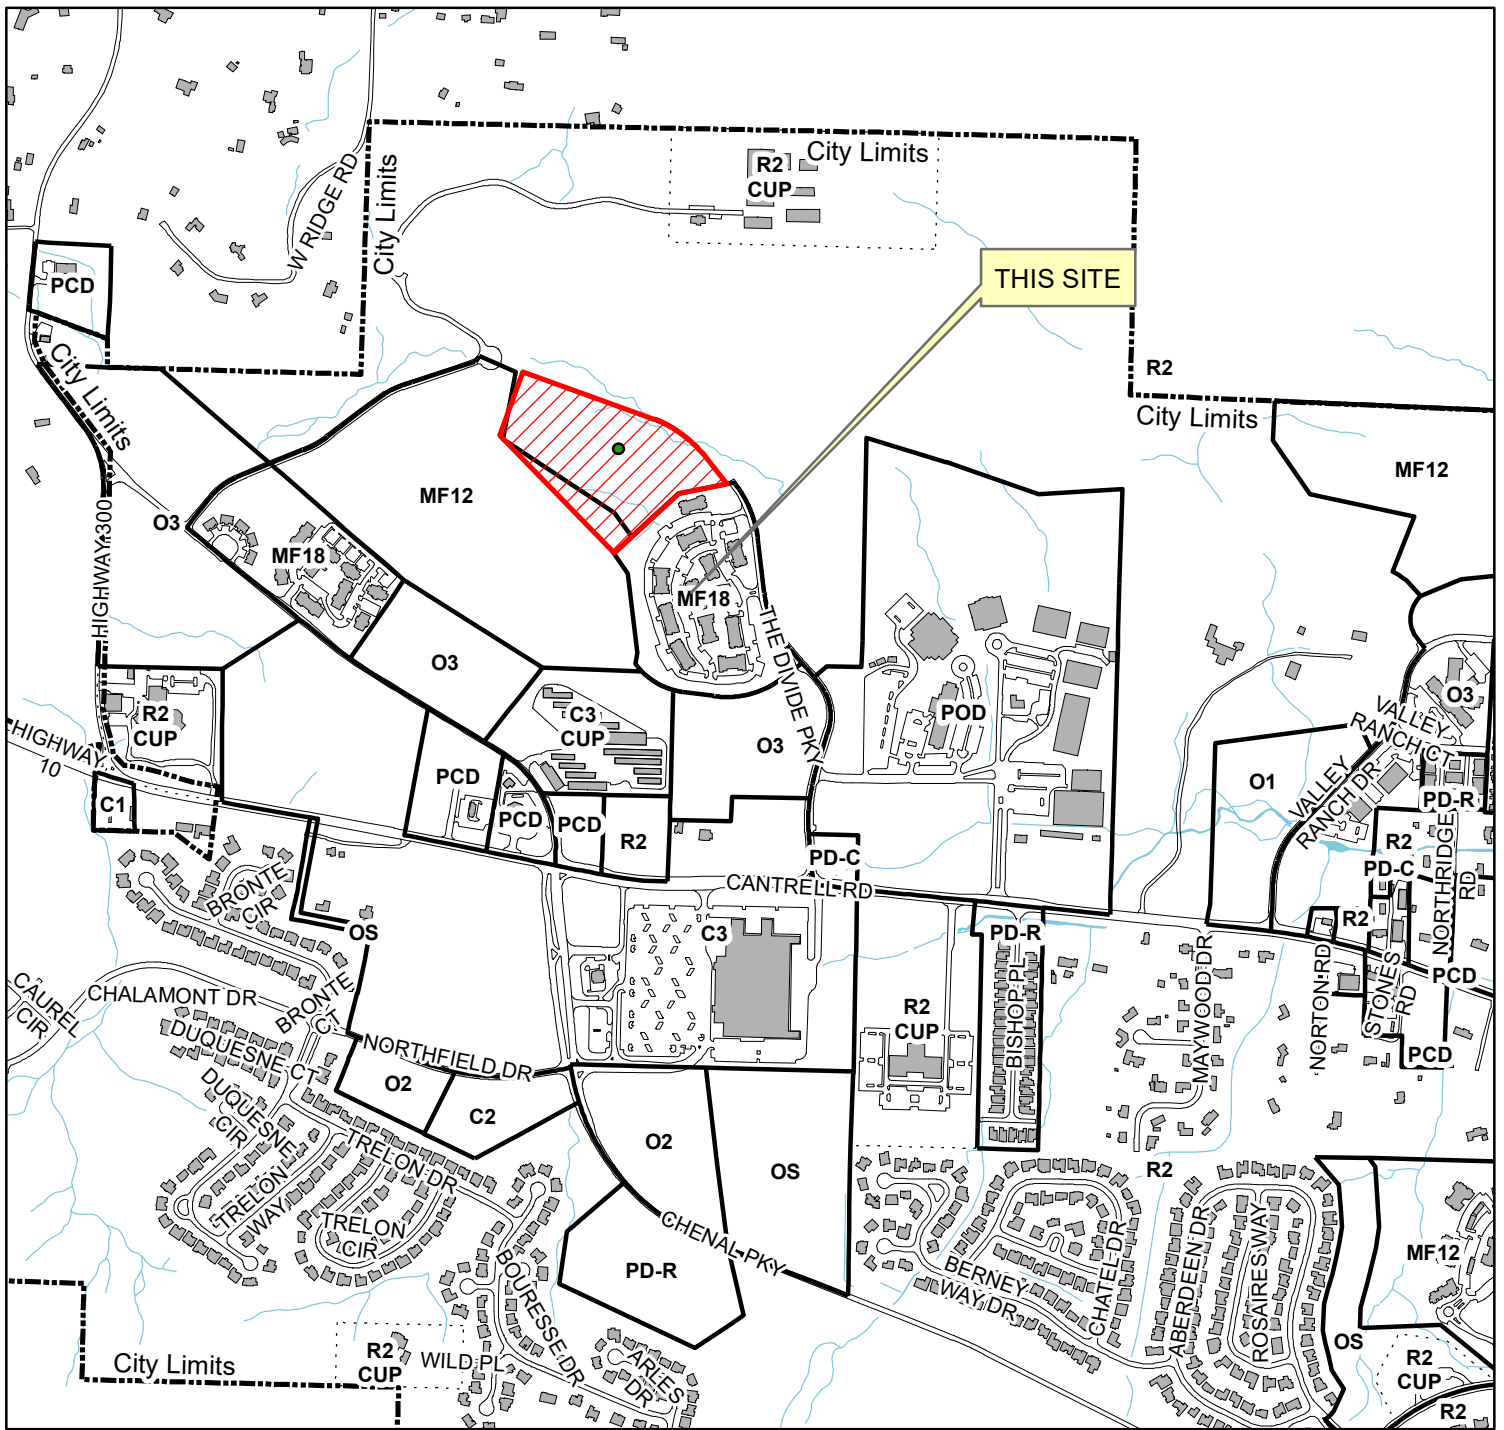 City Limits
R2
CUP
W RIDGE RD
City Limits
THIS SITE
PCD
City Limits
R2
City Limits
MF12
MF12
HIGHWAY 300
O3
MF18
MF18
THE DIVIDE PKY
O3
O3
VALLEY
RANCH CT
R2
CUP
C3
CUP
POD
O3
HIGHWAY
10
PCD
O1
VALLEY
RANCH DR
PD-R
C1
PCD
PCD
R2
PD-C
R2
PD-C
NORTHRIDGE
RD
CANTRELL RD
BRONTE
CIR
OS
C3
PD-R
R2
PCD
CAUREL
CIR
CHALAMONT DR
BRONTE
CT
R2
CUP
BISHOP PL
MAYWOOD DR
NORTON RD
STONES
RD
DUQUESNE CT
NORTHFIELD DR
PCD
O2
C2
DUQUESNE
CIR
TRELON DR
O2
OS
R2
TRELON
WAY
TRELON
CIR
CHENAL PKY
PD-R
BOURESSE DR
BERNEY
WAY DR
CHATEL DR
ABERDEEN DR
ROSAIRES WAY
MF12
City Limits
R2
CUP
WILD PL
ARLES
DR
OS
R2
CUP
R2